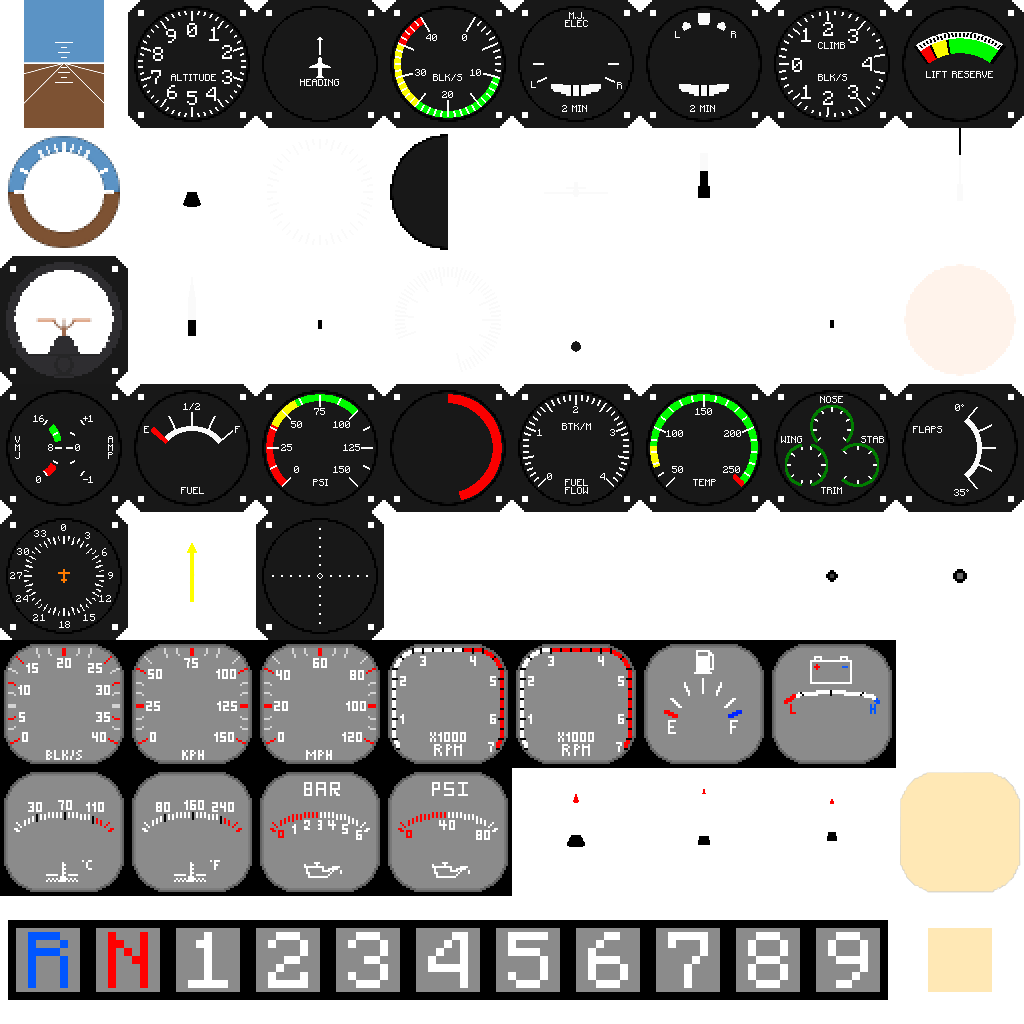 0
9 1
8 2
7 3
6 4
5
ALTITUDE
HEADING
40 0
30 10
20
BLK/S
M.J.
ELEC
L R
2 MIN
L R
2 MIN
3
2 3
1 2
CLIMB
0 4
BLK/S
1 3
2 3 2
LIFT RESERVE
16 +1
V M J
8 0
A M P
0 -1
1/2
E F
FUEL
75
50 100
25 125
0 150
PSI
2
BTK/M
1 3
0 4
FUEL
FLOW
150
100 200
50 250
TEMP
NOSE
WING STAB
TRIM
0°
FLAPS
35°
0
33 3
30 6
27 9
24 12
21 15
18
15 20 25
10 30
5 35
0 40
BLK/S
75
50 100
25 125
0 150
KPH
60
40 80
20 100
0 120
MPH
3 4
2 5
1 6
7
X1000
RPM
3 4
2 5
1 6
7
X1000
RPM
E F
+ -
L H
30 70 110
°C
80 160 240
°F
BAR
0 1 2 3 4 5 6
PSI
0 40 80
R N 1 2 3 4 5 6 7 8 9